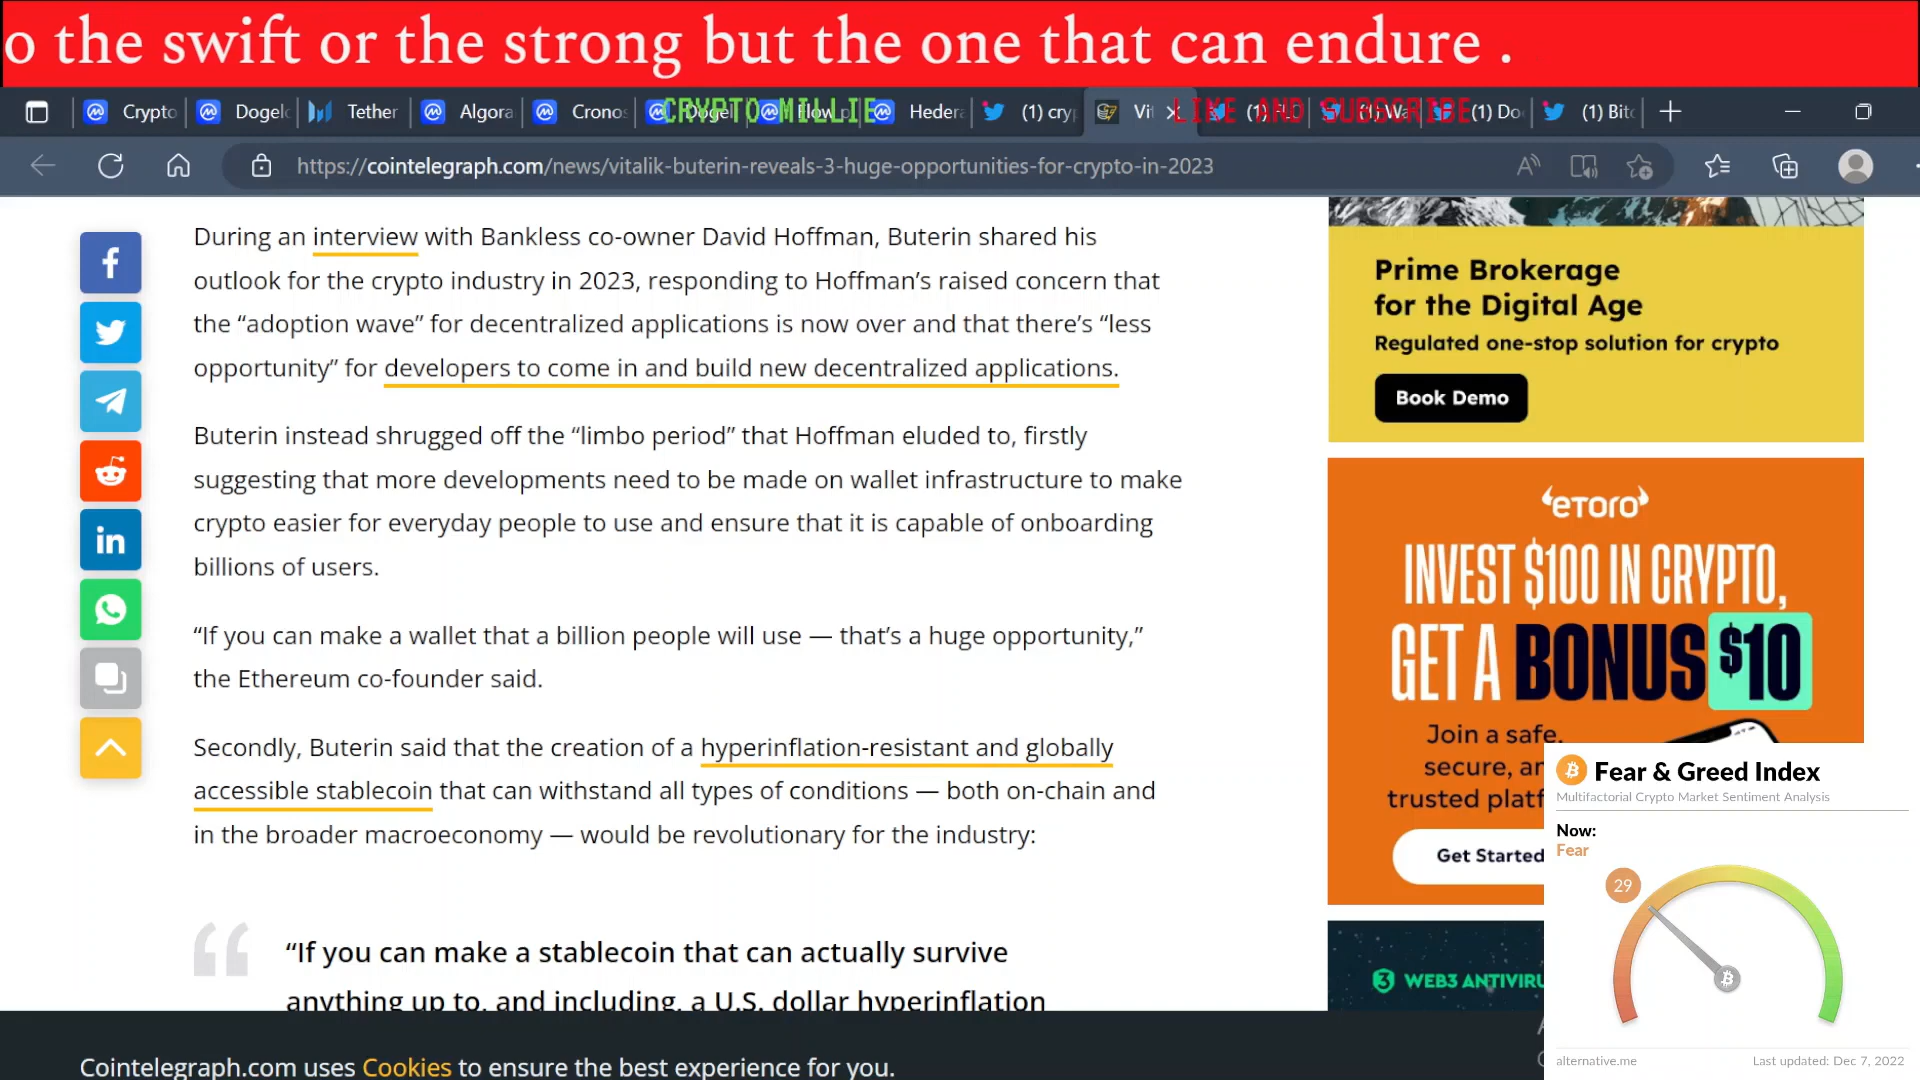 o the swift or the strong but the one that can endure .
Crypto
Dogel
Tether
Algora
Cronos
Dogel
Flow p
Hedera
(1) cry
Vit
(1) Do
(1) Bitc
CRYPTO MILLIE
LIKE AND SUBSCRIBE
https://cointelegraph.com/news/vitalik-buterin-reveals-3-huge-opportunities-for-crypto-in-2023
During an interview with Bankless co-owner David Hoffman, Buterin shared his
outlook for the crypto industry in 2023, responding to Hoffman’s raised concern that
the “adoption wave” for decentralized applications is now over and that there’s “less
opportunity” for developers to come in and build new decentralized applications.
Buterin instead shrugged off the “limbo period” that Hoffman eluded to, firstly
suggesting that more developments need to be made on wallet infrastructure to make
crypto easier for everyday people to use and ensure that it is capable of onboarding
billions of users.
“If you can make a wallet that a billion people will use — that’s a huge opportunity,”
the Ethereum co-founder said.
Secondly, Buterin said that the creation of a hyperinflation-resistant and globally
accessible stablecoin that can withstand all types of conditions — both on-chain and
in the broader macroeconomy — would be revolutionary for the industry:
“If you can make a stablecoin that can actually survive
anything up to, and including, a U.S. dollar hyperinflation
Cointelegraph.com uses Cookies to ensure the best experience for you.
Prime Brokerage
for the Digital Age
Regulated one-stop solution for crypto
Book Demo
eToro
INVEST $100 IN CRYPTO,
GET A BONUS $10
Join a safe,
secure, an
trusted platf
Get Started
WEB3 ANTIVIRU
Fear & Greed Index
Multifactorial Crypto Market Sentiment Analysis
Now:
Fear
29
alternative.me
Last updated: Dec 7, 2022